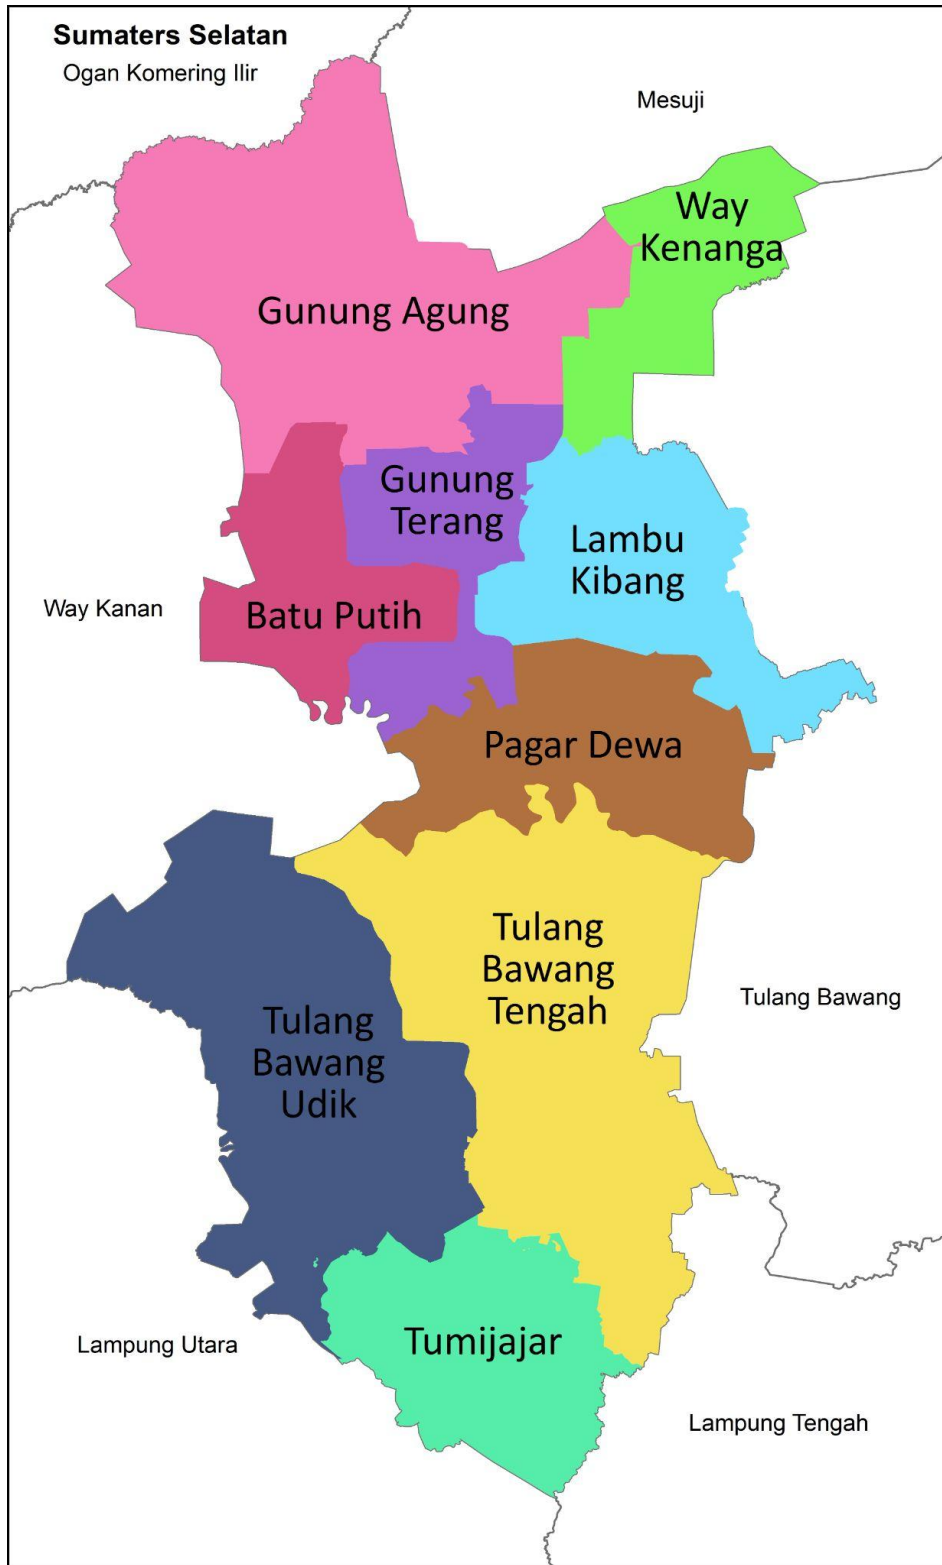 Sumaters Selatan
Ogan Komering Ilir
Mesuji
Way
Kenanga
Gunung Agung
Gunung
Terang
Lambu
Kibang
Way Kanan
Batu Putih
Pagar Dewa
Tulang
Bawang
Tengah
Tulang Bawang
Tulang
Bawang
Udik
Lampung Utara
Tumijajar
Lampung Tengah